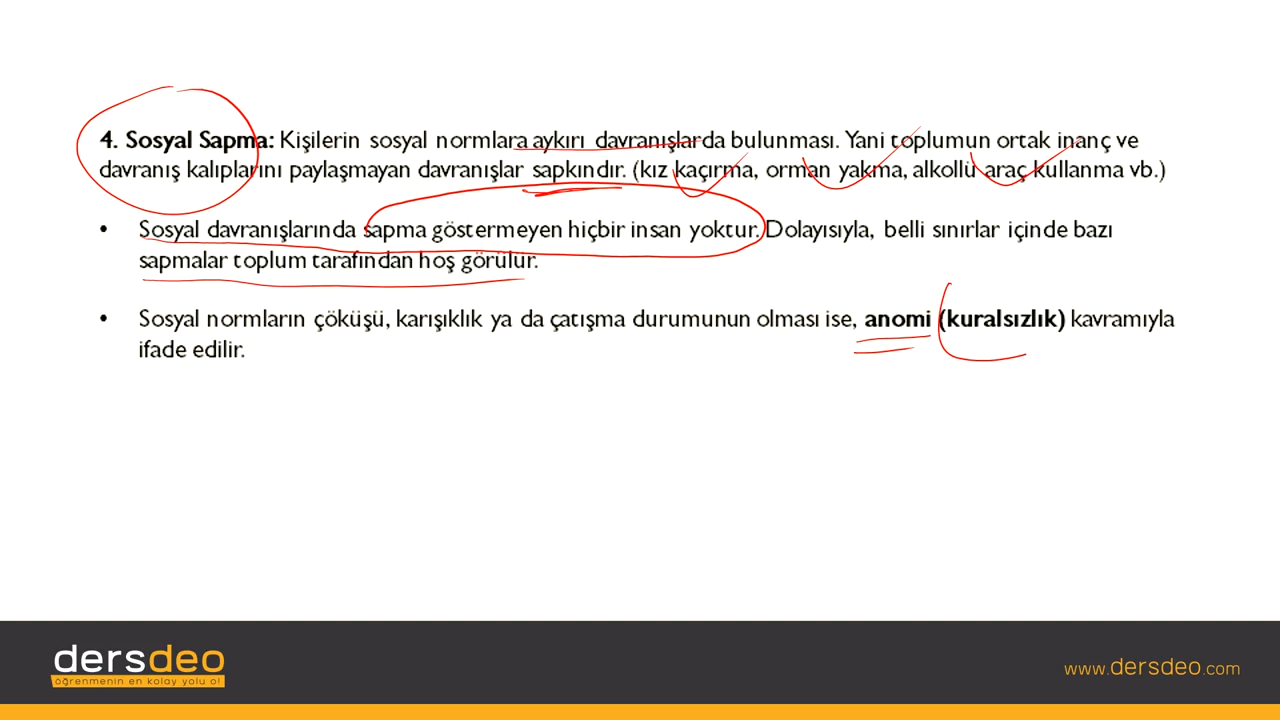 4. Sosyal Sapma: Kişilerin sosyal normlara aykırı davranışlarda bulunması. Yani toplumun ortak inanç ve
davranış kalıplarını paylaşmayan davranışlar sapkındır. (kız kaçırma, orman yakma, alkollü araç kullanma vb.)
• Sosyal davranışlarında sapma göstermeyen hiçbir insan yoktur. Dolayısıyla, belli sınırlar içinde bazı
sapmalar toplum tarafından hoş görülür.
• Sosyal normların çöküşü, karışıklık ya da çatışma durumunun olması ise, anomi (kuralsızlık) kavramıyla
ifade edilir.
dersdeo
öğrenmenin en kolay yolu o!
www.dersdeo.com